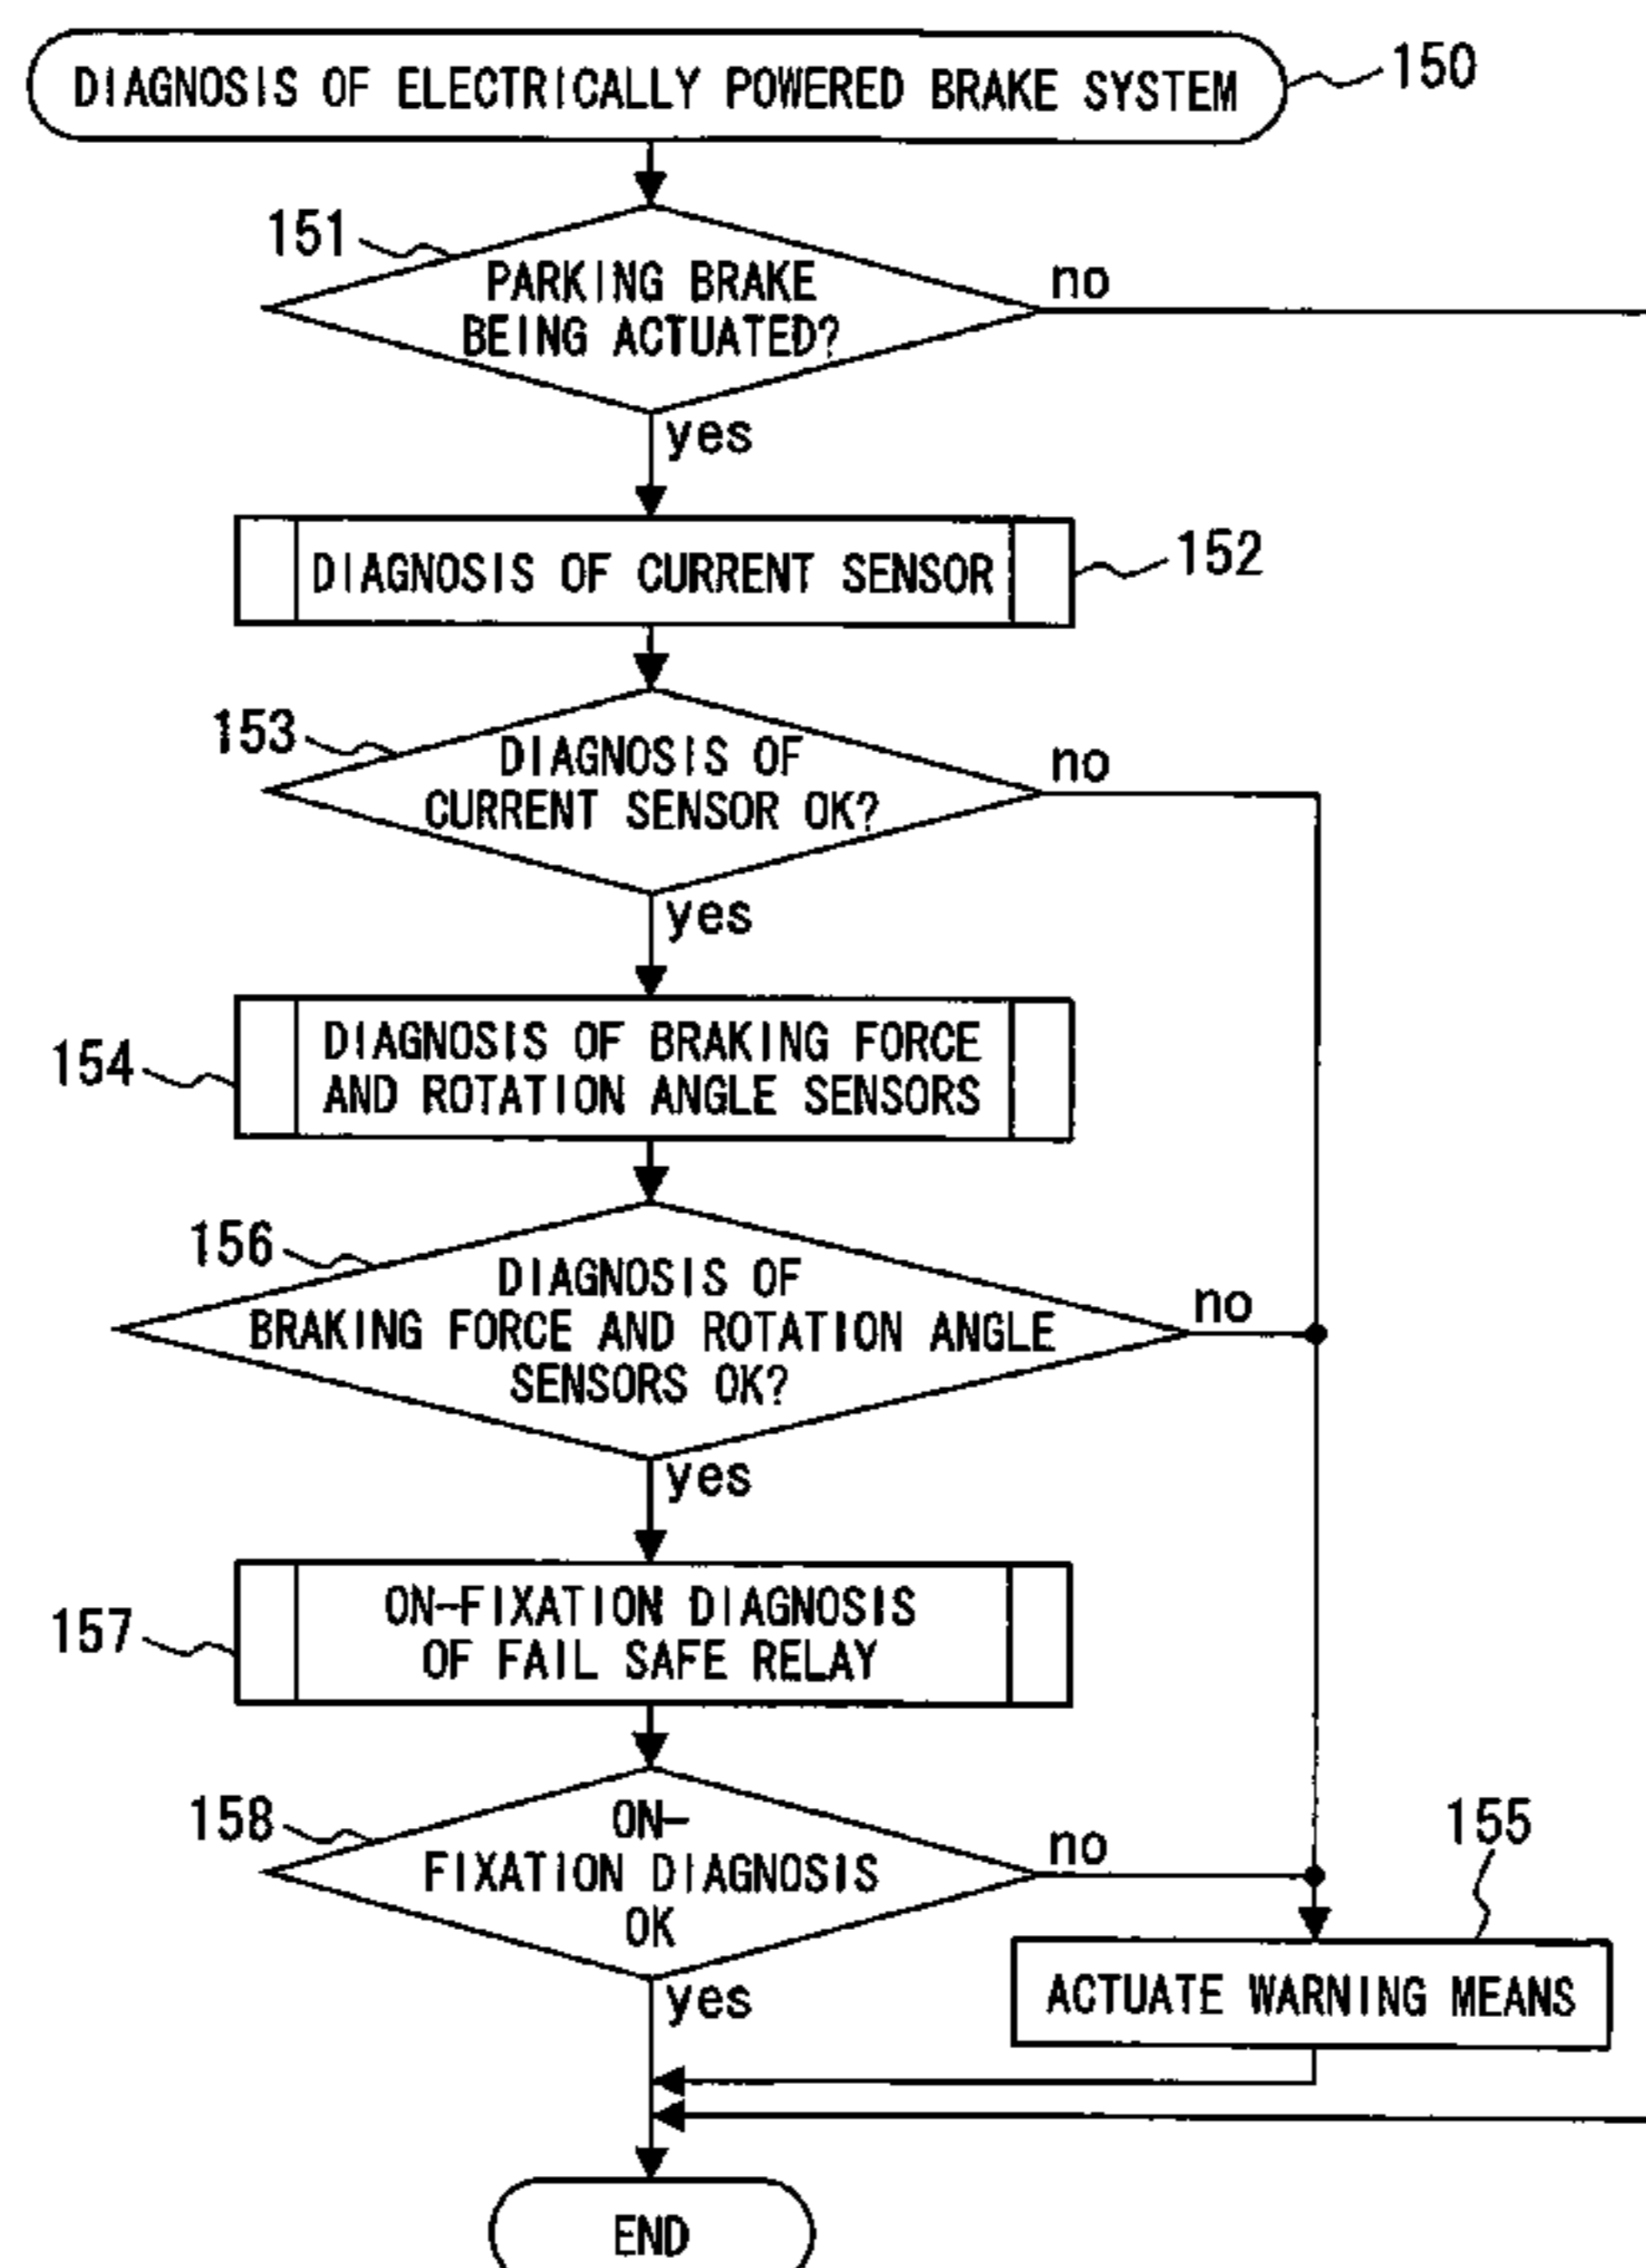 DIAGNOSIS OF ELECTRICALLY POWERED BRAKE SYSTEM
150
151
PARKING BRAKE
BEING ACTUATED?
no
yes
DIAGNOSIS OF CURRENT SENSOR
152
153
DIAGNOSIS OF
CURRENT SENSOR OK?
no
yes
154
DIAGNOSIS OF BRAKING FORCE
AND ROTATION ANGLE SENSORS
156
DIAGNOSIS OF
BRAKING FORCE AND ROTATION ANGLE
SENSORS OK?
no
yes
157
ON-FIXATION DIAGNOSIS
OF FAIL SAFE RELAY
158
ON-
FIXATION DIAGNOSIS
OK
no
yes
155
ACTUATE WARNING MEANS
END